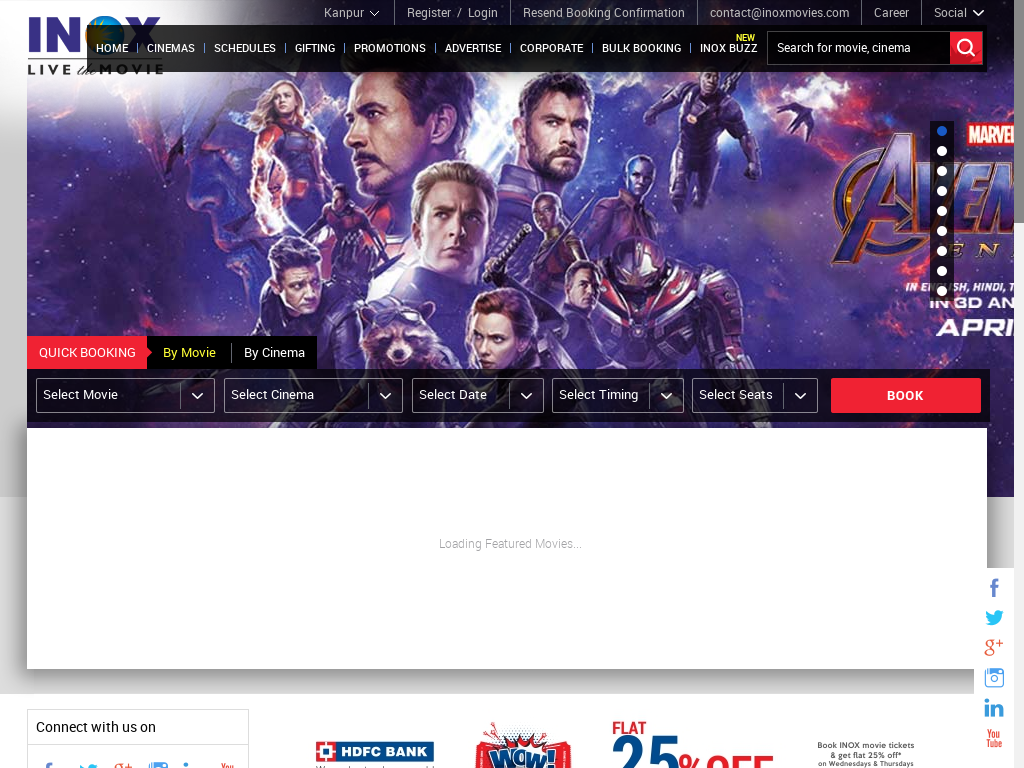 Kanpur
Register / Login
Resend Booking Confirmation
contact@inoxmovies.com
Career
Social
INOX
LIVE the MOVIE
HOME
CINEMAS
SCHEDULES
GIFTING
PROMOTIONS
ADVERTISE
CORPORATE
BULK BOOKING
NEW
INOX BUZZ
Search for movie, cinema
MARVEL
AVEN
EN
IN ENGLISH, HINDI, T
IN 3D AN
APRI
QUICK BOOKING
By Movie
By Cinema
Select Movie
Select Cinema
Select Date
Select Timing
Select Seats
BOOK
Loading Featured Movies...
Connect with us on
HDFC BANK
WOW!
FLAT
25% OFF
Book INOX movie tickets
& get flat 25% off*
on Wednesdays & Thursdays
You
Tube